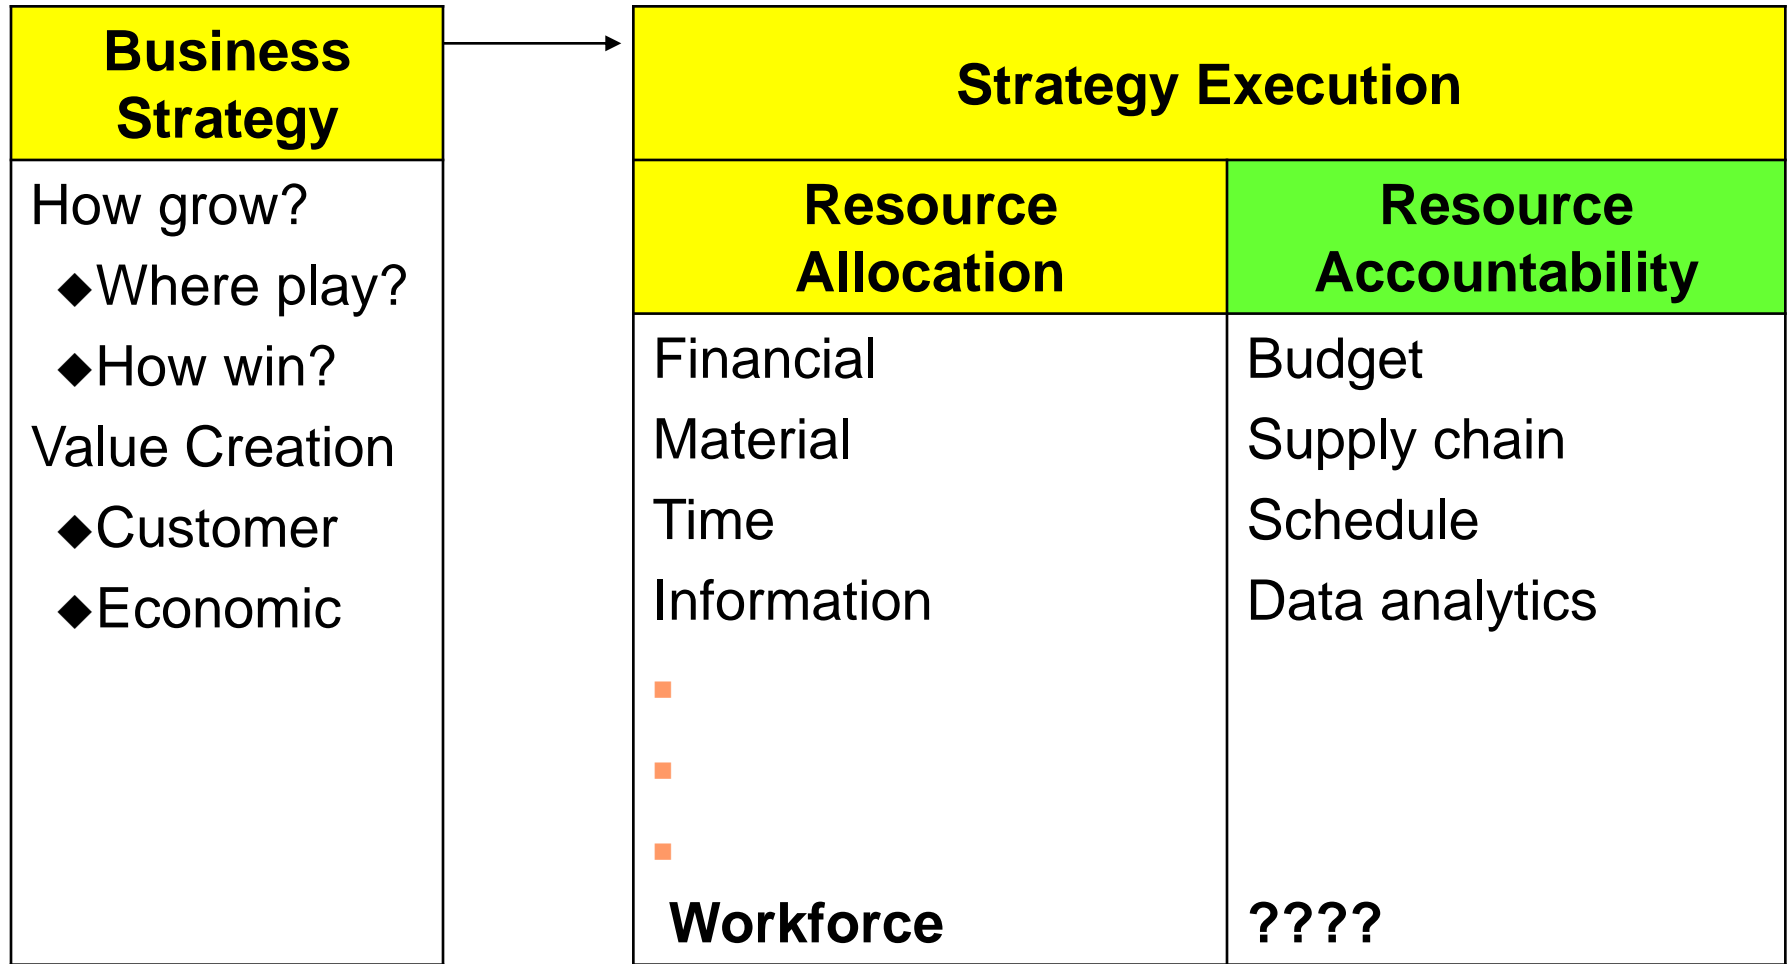 Business
Strategy
How grow?
◆Where play?
◆How win?
Value Creation
◆Customer
◆Economic
Strategy Execution
Resource
Allocation
Resource
Accountability
Financial
Budget
Material
Supply chain
Time
Schedule
Information
Data analytics
Workforce
????